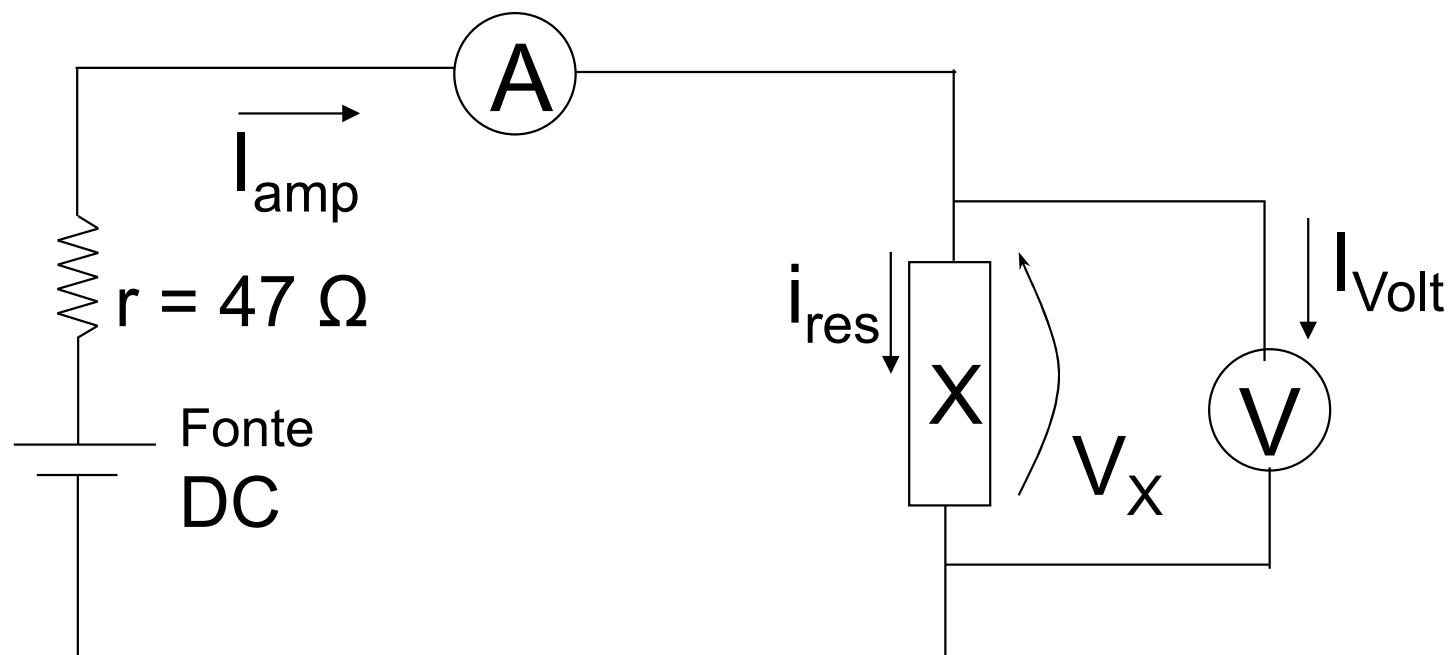 A
I_amp
r = 47 Ω
Fonte
DC
i_res
X
V_X
V
I_Volt